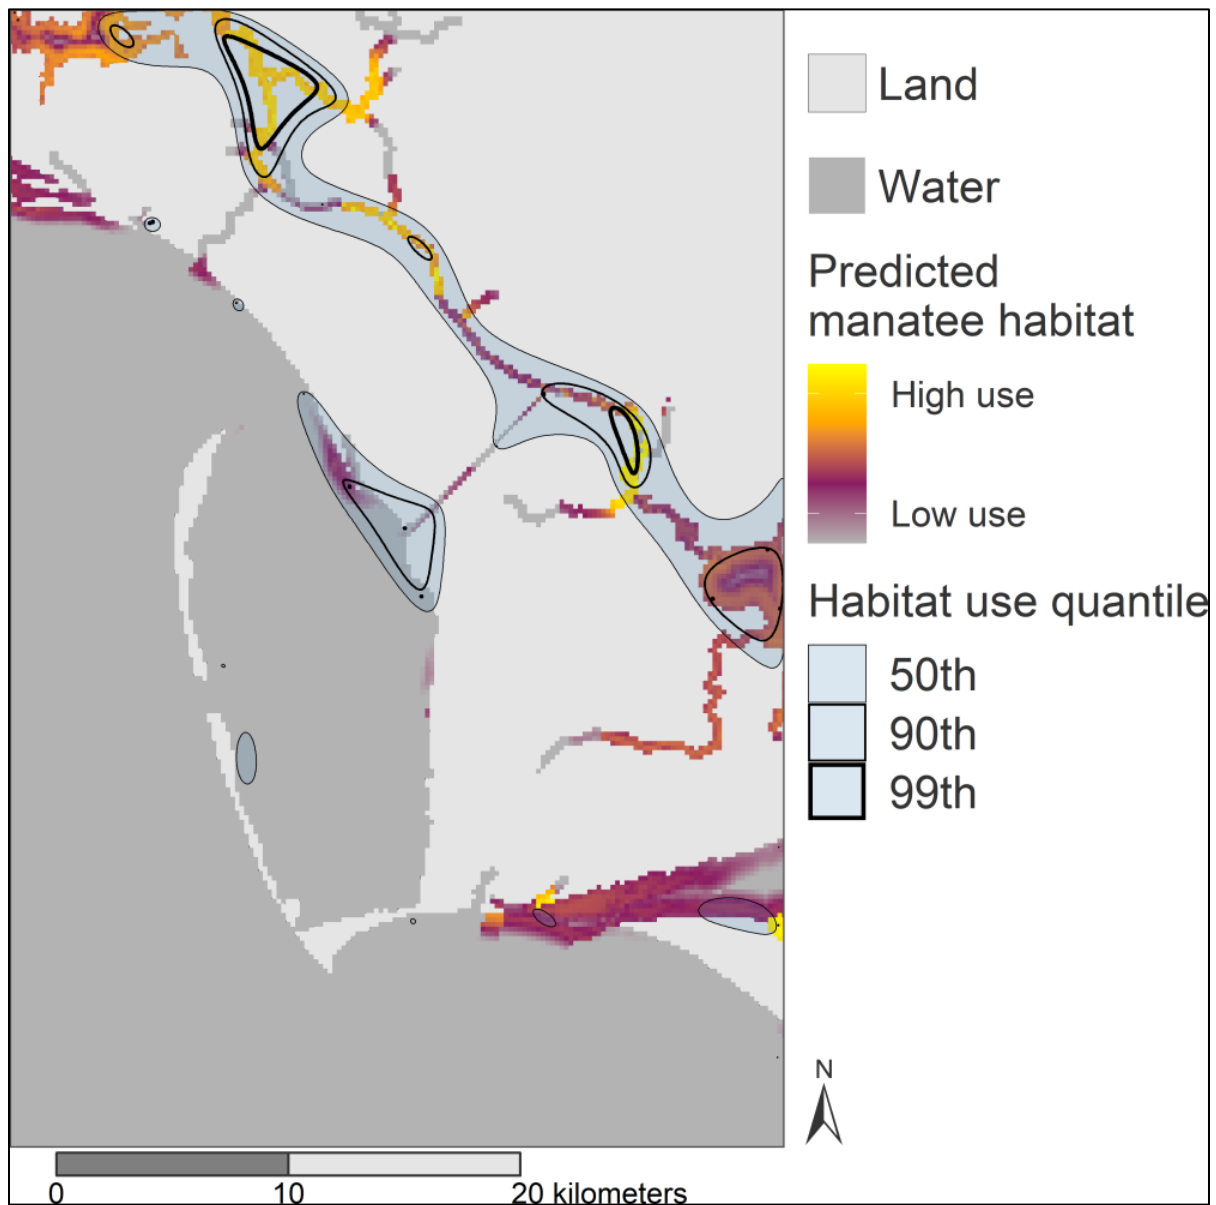 Land
Water
Predicted
manatee habitat
High use
Low use
Habitat use quantile
50th
90th
99th
N
0 10 20 kilometers